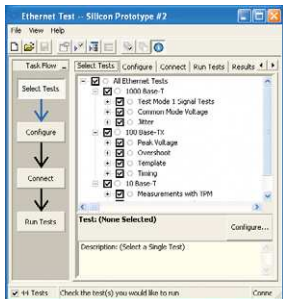 Ethernet Test -- Silicon Prototype #2
File View Help
Task Flow
Select Tests Configure Connect Run Tests Results
Select Tests
Configure
Connect
Run Tests
All Ethernet Tests
1000 Base-T
Test Mode 1 Signal Tests
Common Mode Voltage
Jitter
100 Base-TX
Peak Voltage
Overshoot
Template
Timing
10 Base-T
Measurements with TPM
Test: (None Selected)
Configure...
Description: (Select a Single Test)
44 Tests Check the test(s) you would like to run Conne